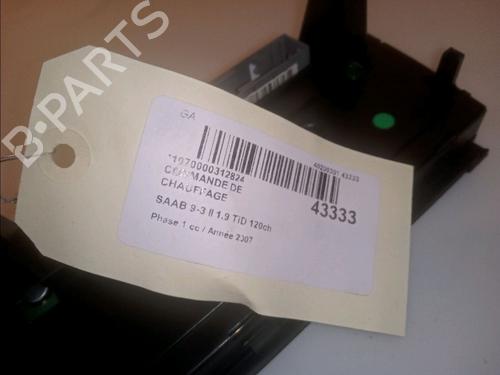 B-PARTS
GA
*1970000312824
43333
COMMANDE DE
CHAUFFAGE
43333
SAAB 9-3 II 1.9 TiD 120ch
Phase 1 cc / Année 2007